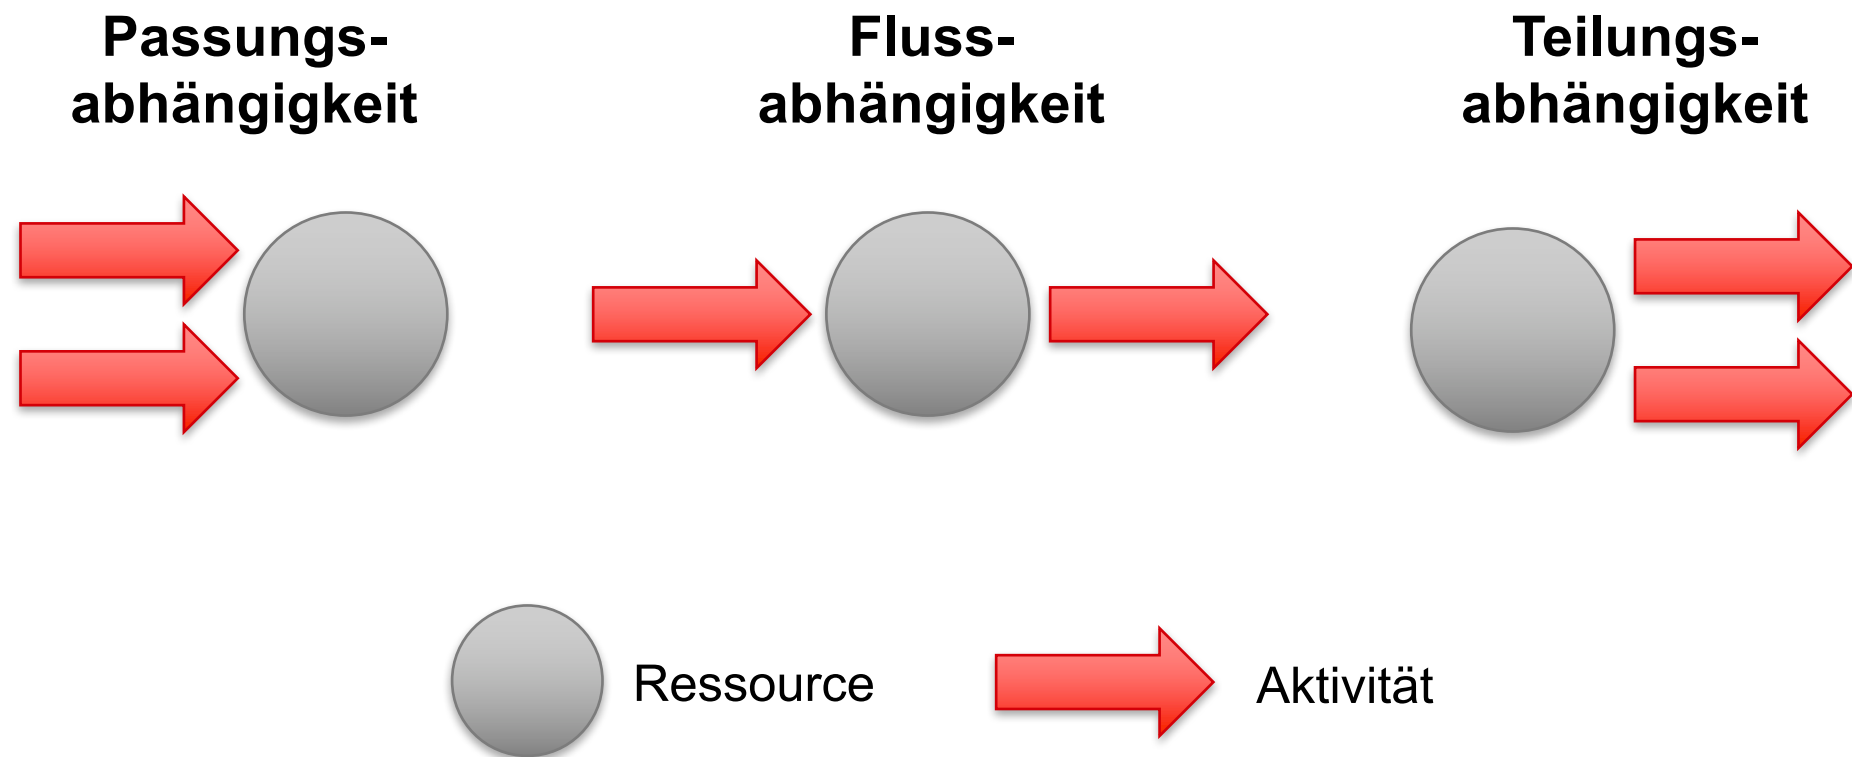 Passungs-
abhängigkeit
Fluss-
abhängigkeit
Teilungs-
abhängigkeit
Ressource
Aktivität